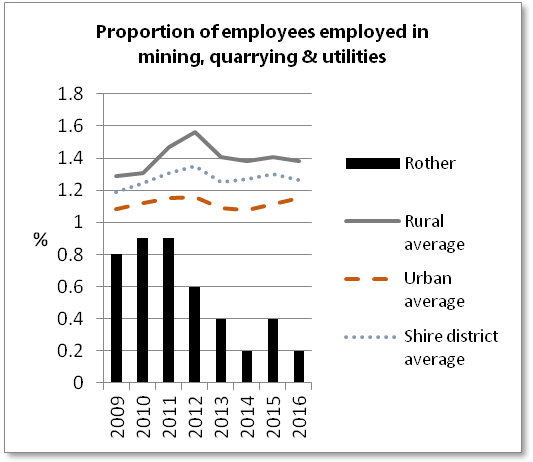 Proportion of employees employed in
mining, quarrying & utilities
1.8
1.6
1.4
1.2
1
0.8
0.6
0.4
0.2
0
%
2009
2010
2011
2012
2013
2014
2015
2016
Rother
Rural
average
Urban
average
Shire district
average